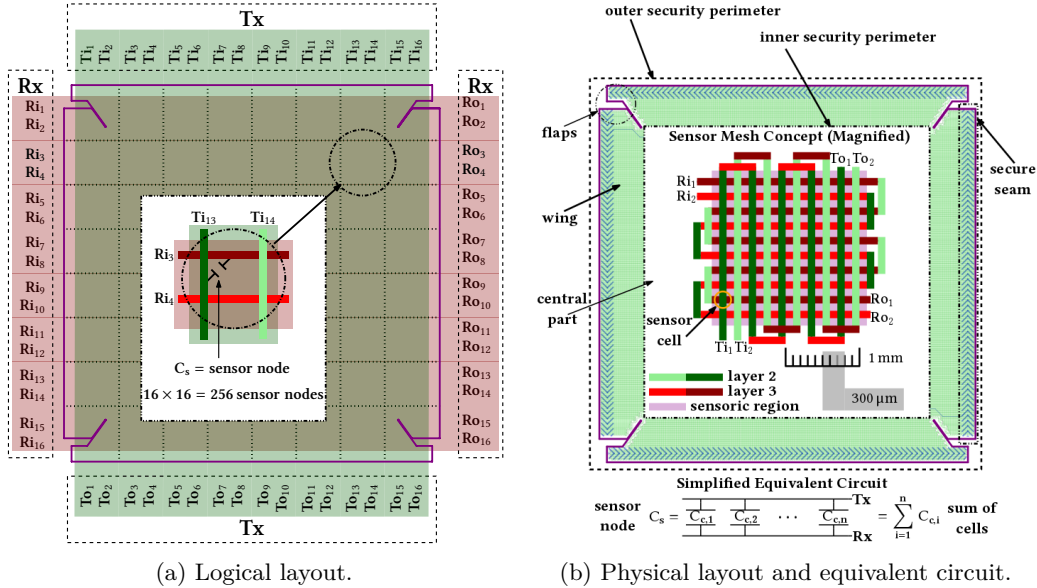 Tx
Ti1 Ti2 Ti3 Ti4 Ti5 Ti6 Ti7 Ti8 Ti9 Ti10 Ti11 Ti12 Ti13 Ti14 Ti15 Ti16
Rx
Ri1
Ri2
Ri3
Ri4
Ri5
Ri6
Ri7
Ri8
Ri9
Ri10
Ri11
Ri12
Ri13
Ri14
Ri15
Ri16
Rx
Ro1
Ro2
Ro3
Ro4
Ro5
Ro6
Ro7
Ro8
Ro9
Ro10
Ro11
Ro12
Ro13
Ro14
Ro15
Ro16
Ti13 Ti14
Ri3
Ri4
Cs = sensor node
16 × 16 = 256 sensor nodes
To1 To2 To3 To4 To5 To6 To7 To8 To9 To10 To11 To12 To13 To14 To15 To16
Tx
(a) Logical layout.
outer security perimeter
inner security perimeter
flaps
Sensor Mesh Concept (Magnified)
secure
seam
To1 To2
Ri1
Ri2
wing
central
part
sensor
cell
Ro1
Ro2
Ti1 Ti2
1 mm
layer 2
layer 3
sensoric region
300 μm
Simplified Equivalent Circuit
sensor
node
Cs = Cc,1 Cc,2 ··· Cc,n
Tx
Rx
= n ∑ i=1 Cc,i
sum of
cells
(b) Physical layout and equivalent circuit.